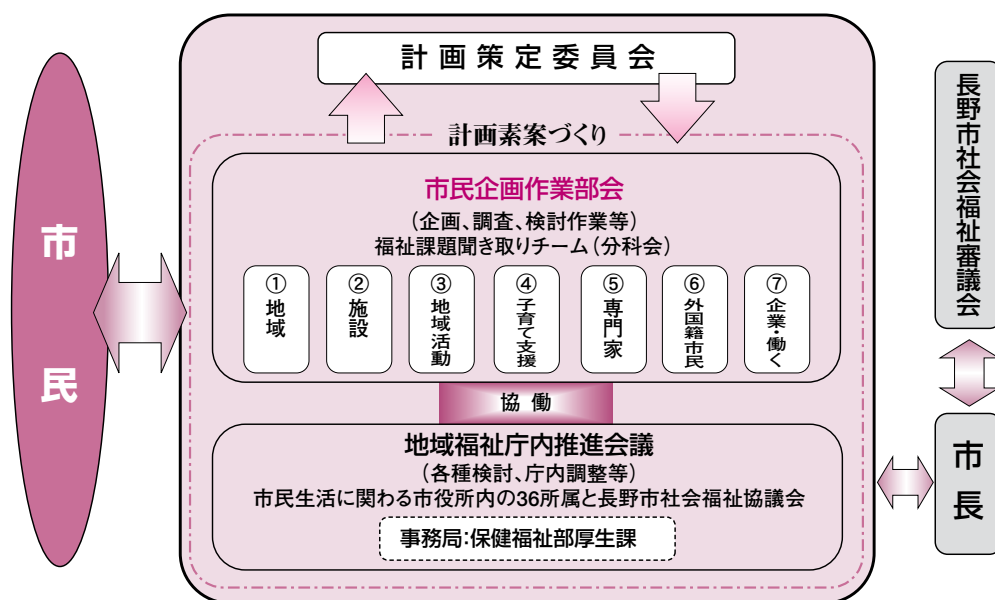 計画策定委員会
計画素案づくり
市民企画作業部会
(企画、調査、検討作業等)
福祉課題聞き取りチーム(分科会)
①地域
②施設
③地域活動
④子育て支援
⑤専門家
⑥外国籍市民
⑦企業・働く
協働
地域福祉庁内推進会議
(各種検討、庁内調整等)
市民生活に関わる市役所内の36所属と長野市社会福祉協議会
事務局:保健福祉部厚生課
市民
長野市社会福祉審議会
市長